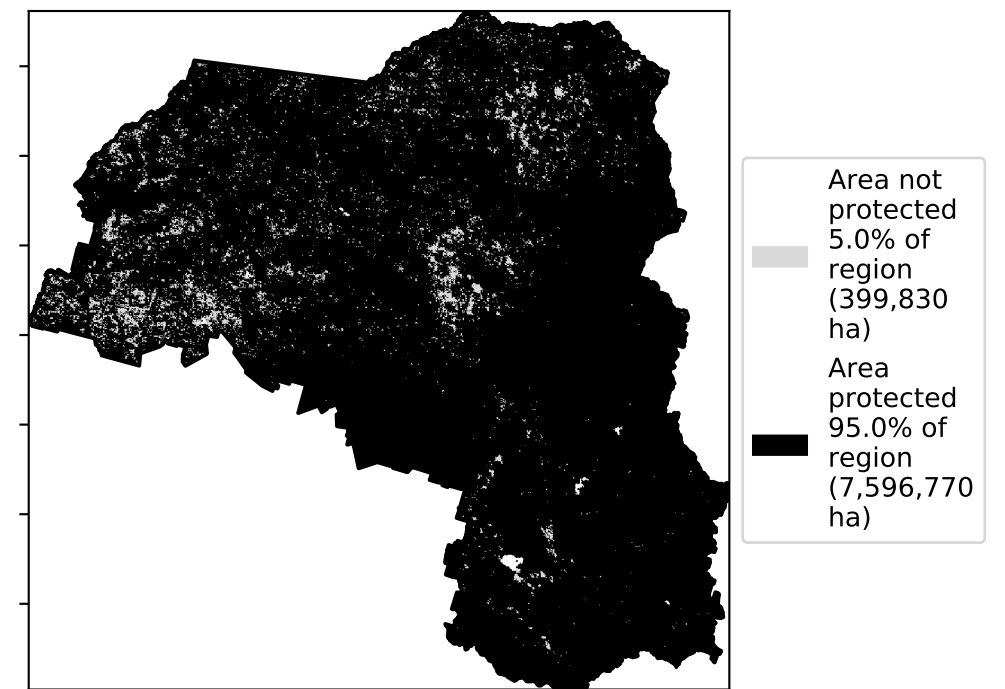 Area not
protected
5.0% of
region
(399,830
ha)
Area
protected
95.0% of
region
(7,596,770
ha)